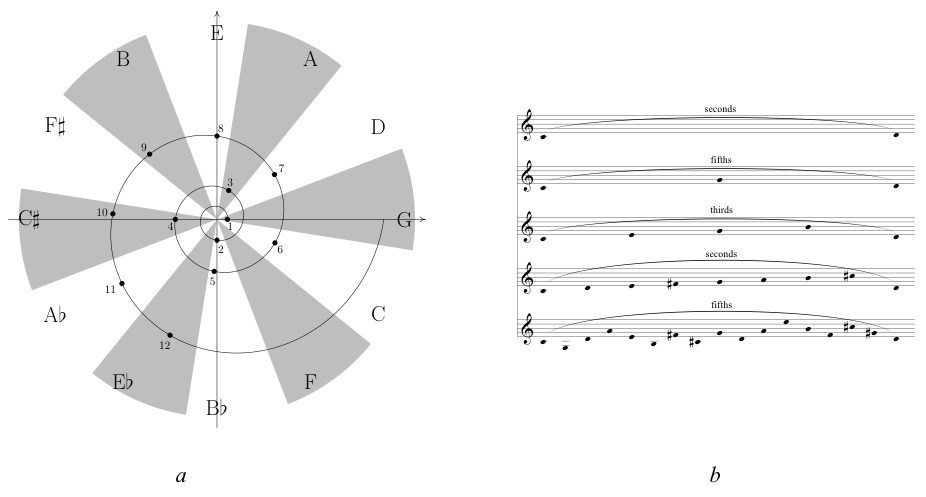 E
B
A
F♯
D
C♯
G
A♭
C
E♭
F
B♭
1
2
3
4
5
6
7
8
9
10
11
12
a
seconds
fifths
thirds
seconds
fifths
b